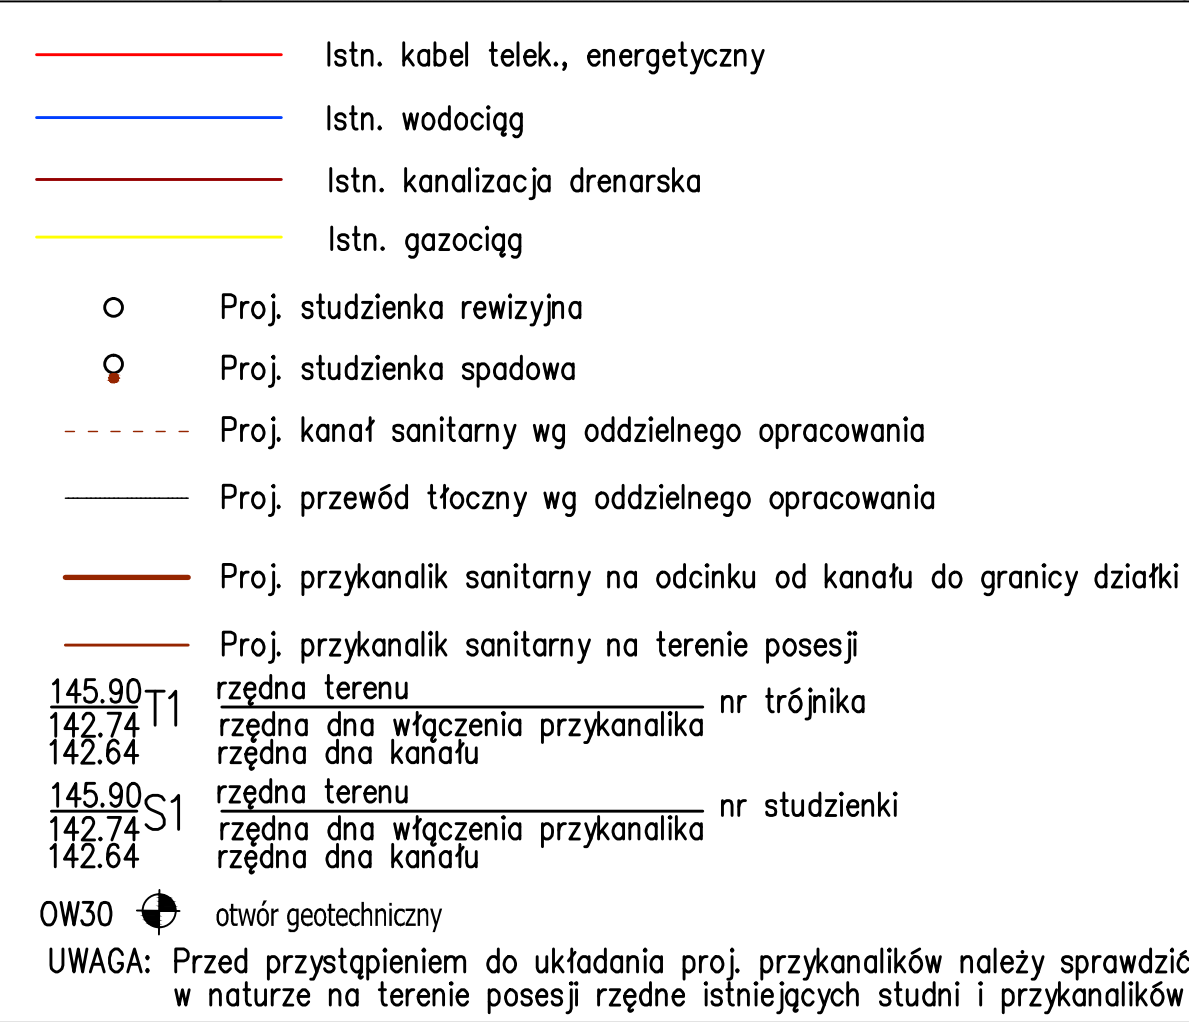 Istn. kabel telek., energetyczny
Istn. wodociąg
Istn. kanalizacja drenarska
Istn. gazociąg
Proj. studzienka rewizyjna
Proj. studzienka spadowa
Proj. kanał sanitarny wg oddzielnego opracowania
Proj. przewód tłoczny wg oddzielnego opracowania
Proj. przykanalik sanitarny na odcinku od kanału do granicy działki
Proj. przykanalik sanitarny na terenie posesji
145.90 rzędna terenu
T1 nr trójnika
142.74 rzędna dna włączenia przykanalika
142.64 rzędna dna kanału
145.90 rzędna terenu
S1 nr studzienki
142.74 rzędna dna włączenia przykanalika
142.64 rzędna dna kanału
OW30 otwór geotechniczny
UWAGA: Przed przystąpieniem do układania proj. przykanalików należy sprawdzić
w naturze na terenie posesji rzędne istniejących studni i przykanalików